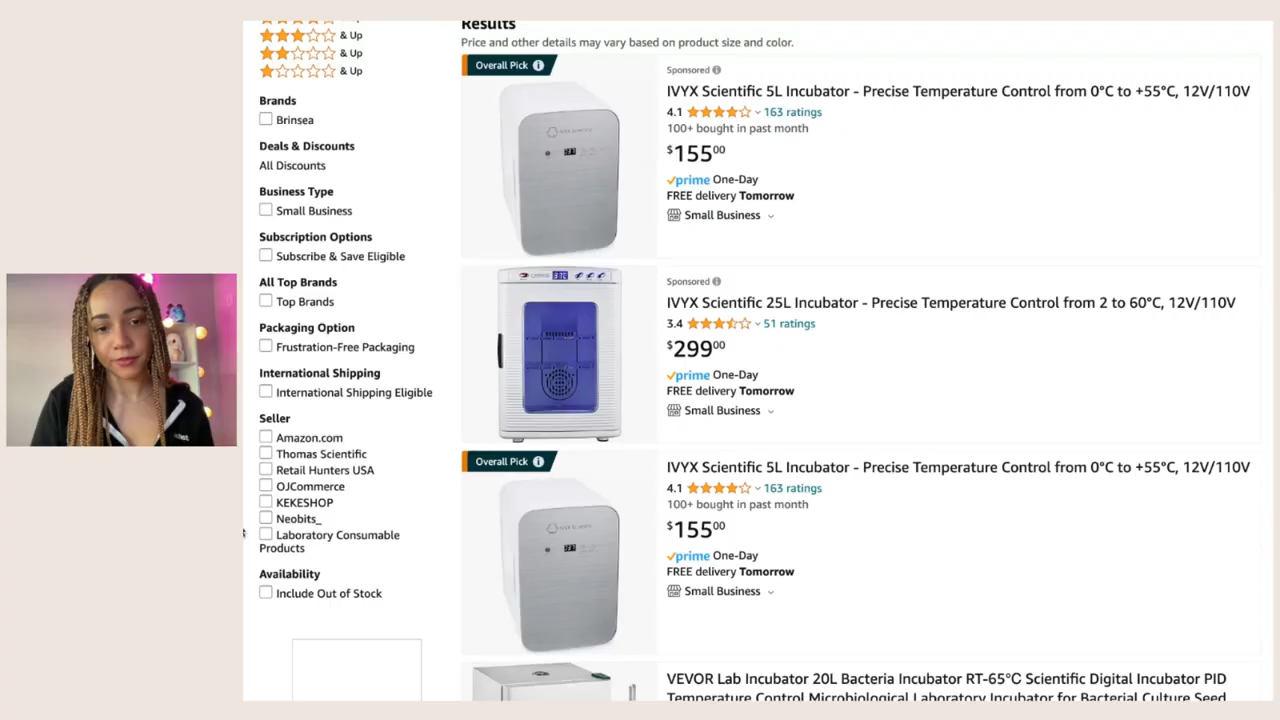 & Up
& Up
& Up
Brands
Brinsea
Deals & Discounts
All Discounts
Business Type
Small Business
Subscription Options
Subscribe & Save Eligible
All Top Brands
Top Brands
Packaging Option
Frustration-Free Packaging
International Shipping
International Shipping Eligible
Seller
Amazon.com
Thomas Scientific
Retail Hunters USA
OJCommerce
KEKESHOP
Neobits_
Laboratory Consumable
Products
Availability
Include Out of Stock
Results
Price and other details may vary based on product size and color.
Overall Pick
Sponsored
IVYX Scientific 5L Incubator - Precise Temperature Control from 0°C to +55°C, 12V/110V
4.1 163 ratings
100+ bought in past month
$15500
prime One-Day
FREE delivery Tomorrow
Small Business
Sponsored
IVYX Scientific 25L Incubator - Precise Temperature Control from 2 to 60°C, 12V/110V
3.4 51 ratings
$29900
prime One-Day
FREE delivery Tomorrow
Small Business
Overall Pick
IVYX Scientific 5L Incubator - Precise Temperature Control from 0°C to +55°C, 12V/110V
4.1 163 ratings
100+ bought in past month
$15500
prime One-Day
FREE delivery Tomorrow
Small Business
VEVOR Lab Incubator 20L Bacteria Incubator RT-65℃ Scientific Digital Incubator PID
Temperature Control Microbiological Laboratory Incubator for Bacterial Culture Seed